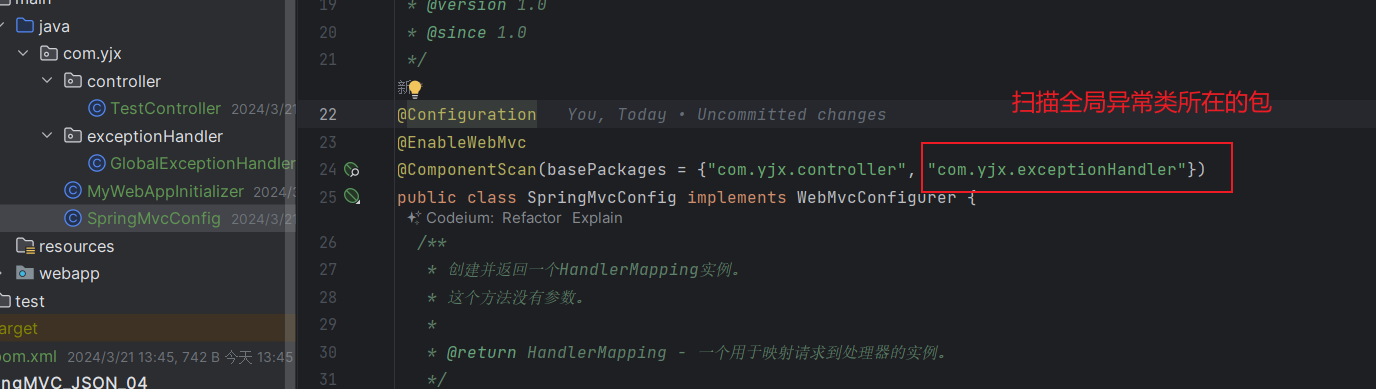 main
java
com.yjx
controller
TestController 2024/3/21
exceptionHandler
GlobalExceptionHandler
MyWebAppInitializer 2024/3/
SpringMvcConfig 2024/3/21
resources
webapp
test
arget
oom.xml 2024/3/21 13:45, 742 B 今天 13:45
ngMVC_JSON_04
19 * @version 1.0
20 * @since 1.0
21 */
新
22 @Configuration You, Today • Uncommitted changes
扫描全局异常类所在的包
23 @EnableWebMvc
24 @ComponentScan(basePackages = {"com.yjx.controller", "com.yjx.exceptionHandler"})
25 public class SpringMvcConfig implements WebMvcConfigurer {
Codeium: Refactor Explain
26 /**
27 * 创建并返回一个HandlerMapping实例。
28 * 这个方法没有参数。
29 *
30 * @return HandlerMapping - 一个用于映射请求到处理器的实例。
31 */